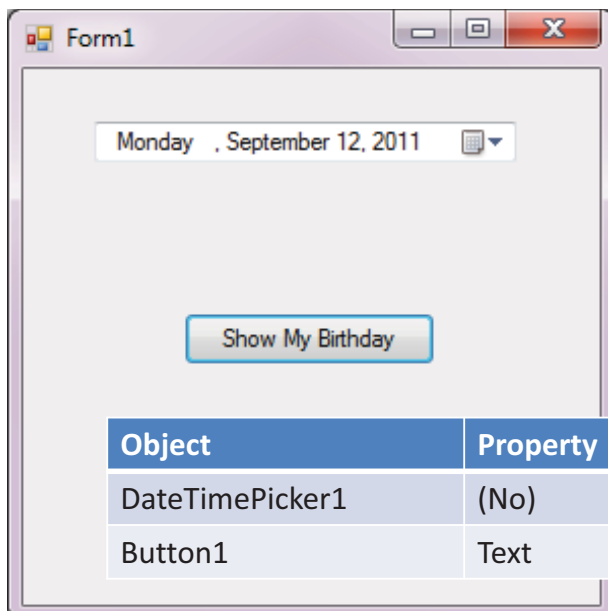 Form1
Monday , September 12, 2011
Show My Birthday
Object Property
DateTimePicker1 (No)
Button1 Text